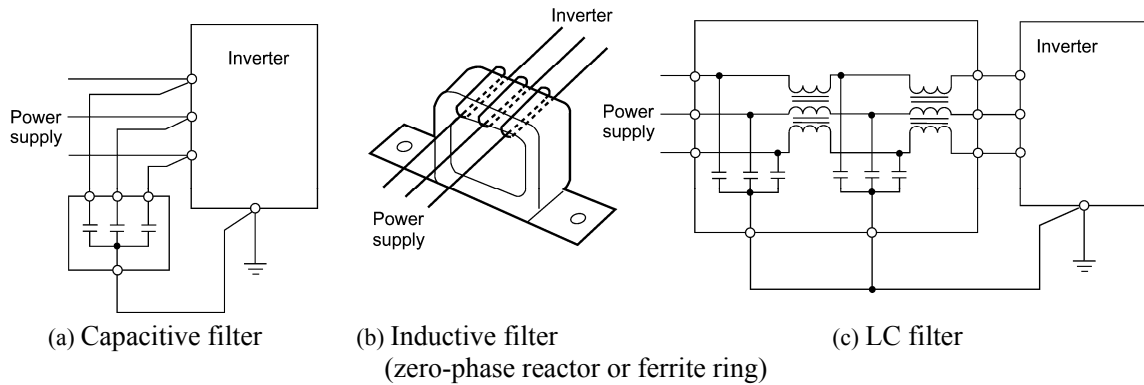 Inverter
Power
supply
(a) Capacitive filter
Inverter
Power
supply
(b) Inductive filter
(zero-phase reactor or ferrite ring)
Inverter
Power
supply
(c) LC filter